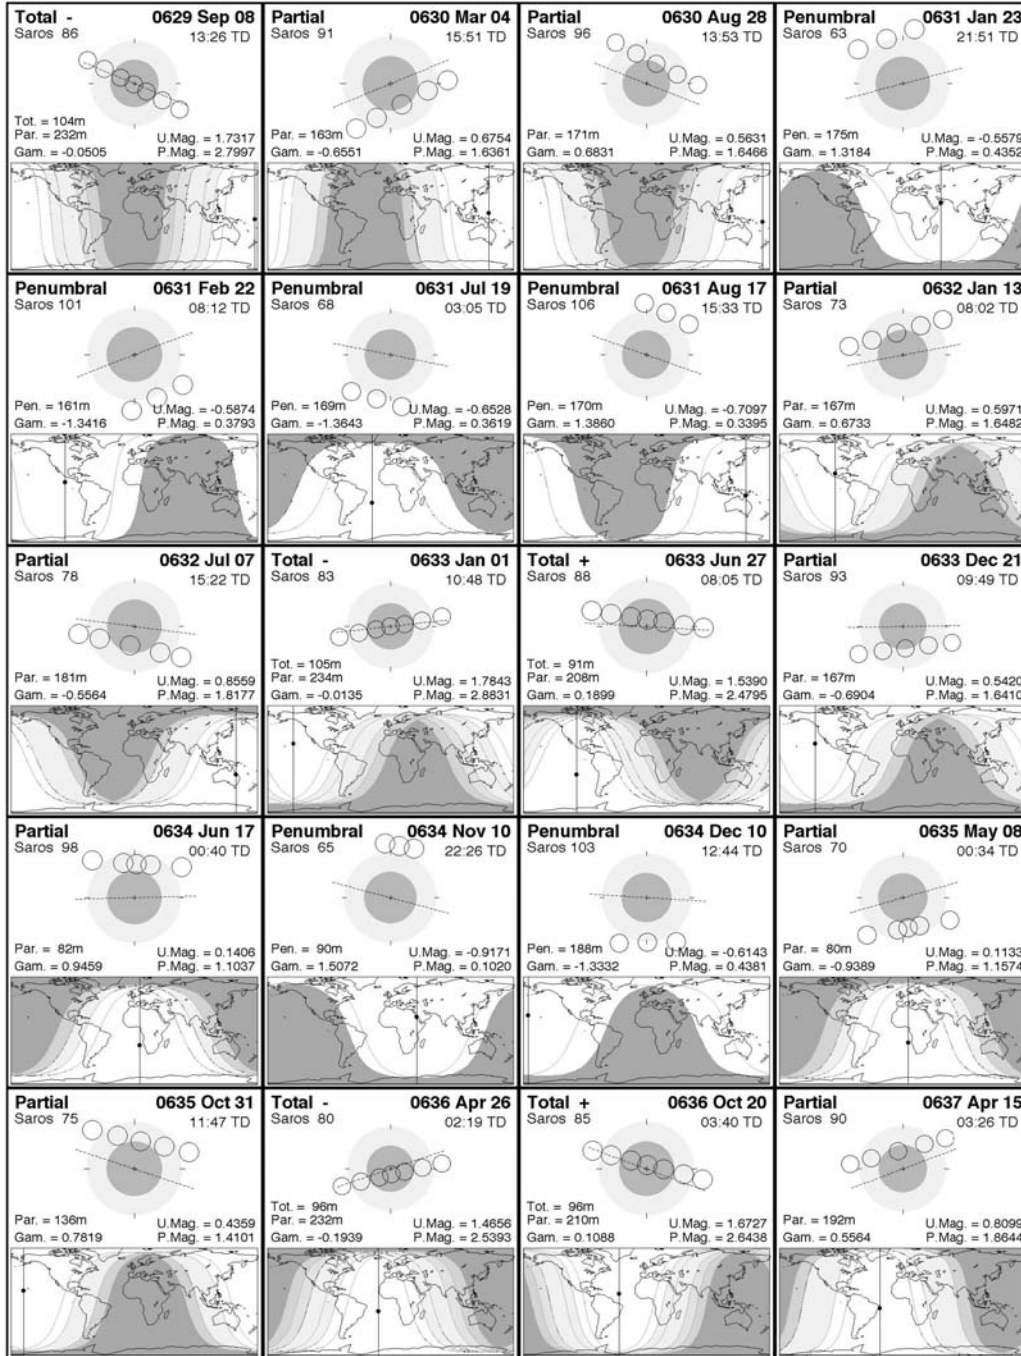 Total - 0629 Sep 08
Saros 86 13:26 TD
Tot. = 104m
Par. = 232m U.Mag. = 1.7317
Gam. = -0.0505 P.Mag. = 2.7997
Partial 0630 Mar 04
Saros 91 15:51 TD
Par. = 163m U.Mag. = 0.6754
Gam. = -0.6551 P.Mag. = 1.6361
Partial 0630 Aug 28
Saros 96 13:53 TD
Par. = 171m U.Mag. = 0.5631
Gam. = 0.6831 P.Mag. = 1.6466
Penumbral 0631 Jan 23
Saros 63 21:51 TD
Pen. = 175m U.Mag. = -0.5579
Gam. = 1.3184 P.Mag. = 0.4352
Penumbral 0631 Feb 22
Saros 101 08:12 TD
Pen. = 161m U.Mag. = -0.5874
Gam. = -1.3416 P.Mag. = 0.3793
Penumbral 0631 Jul 19
Saros 68 03:05 TD
Pen. = 169m U.Mag. = -0.6528
Gam. = -1.3643 P.Mag. = 0.3619
Penumbral 0631 Aug 17
Saros 106 15:33 TD
Pen. = 170m U.Mag. = -0.7097
Gam. = 1.3860 P.Mag. = 0.3395
Partial 0632 Jan 13
Saros 73 08:02 TD
Par. = 167m U.Mag. = 0.5971
Gam. = 0.6733 P.Mag. = 1.6482
Partial 0632 Jul 07
Saros 78 15:22 TD
Par. = 181m U.Mag. = 0.8559
Gam. = -0.5564 P.Mag. = 1.8177
Total - 0633 Jan 01
Saros 83 10:48 TD
Tot. = 105m
Par. = 234m U.Mag. = 1.7843
Gam. = -0.0135 P.Mag. = 2.8831
Total + 0633 Jun 27
Saros 88 08:05 TD
Tot. = 91m
Par. = 208m U.Mag. = 1.5390
Gam. = 0.1899 P.Mag. = 2.4795
Partial 0633 Dec 21
Saros 93 09:49 TD
Par. = 167m U.Mag. = 0.5420
Gam. = -0.6904 P.Mag. = 1.6410
Partial 0634 Jun 17
Saros 98 00:40 TD
Par. = 82m U.Mag. = 0.1406
Gam. = 0.9459 P.Mag. = 1.1037
Penumbral 0634 Nov 10
Saros 65 22:26 TD
Pen. = 90m U.Mag. = -0.9171
Gam. = 1.5072 P.Mag. = 0.1020
Penumbral 0634 Dec 10
Saros 103 12:44 TD
Pen. = 188m U.Mag. = -0.6143
Gam. = -1.3332 P.Mag. = 0.4381
Partial 0635 May 08
Saros 70 00:34 TD
Par. = 80m U.Mag. = 0.1133
Gam. = -0.9389 P.Mag. = 1.1574
Partial 0635 Oct 31
Saros 75 11:47 TD
Par. = 136m U.Mag. = 0.4359
Gam. = 0.7819 P.Mag. = 1.4101
Total - 0636 Apr 26
Saros 80 02:19 TD
Tot. = 96m
Par. = 232m U.Mag. = 1.4656
Gam. = -0.1939 P.Mag. = 2.5393
Total + 0636 Oct 20
Saros 85 03:40 TD
Tot. = 96m
Par. = 210m U.Mag. = 1.6727
Gam. = 0.1088 P.Mag. = 2.6438
Partial 0637 Apr 15
Saros 90 03:26 TD
Par. = 192m U.Mag. = 0.8099
Gam. = 0.5564 P.Mag. = 1.8644